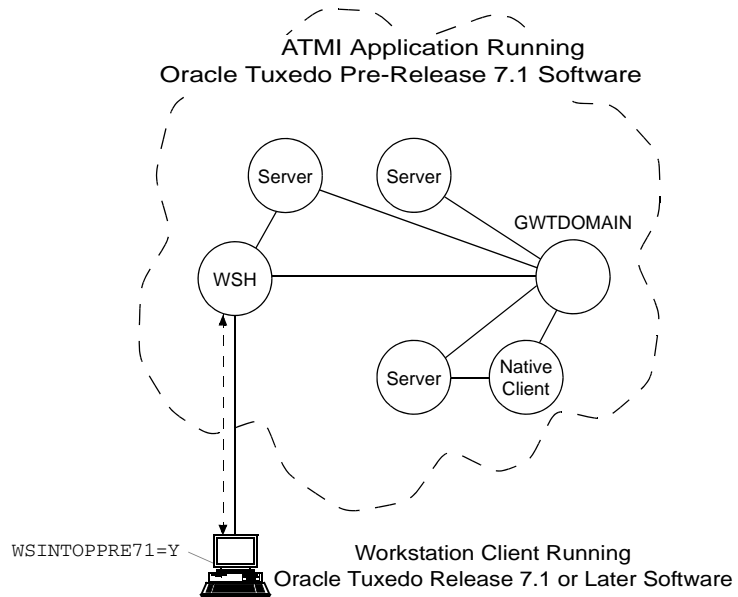 ATMI Application Running
Oracle Tuxedo Pre-Release 7.1 Software
Server
Server
GWTDOMAIN
WSH
Server
Native
Client
WSINTOPPRE71=Y
Workstation Client Running
Oracle Tuxedo Release 7.1 or Later Software